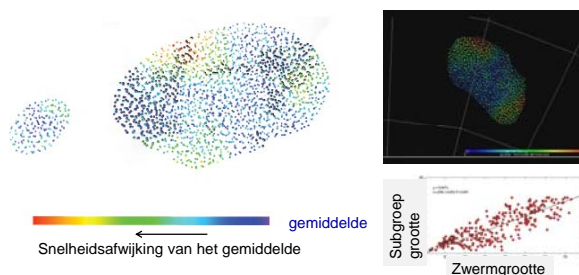 gemiddelde
Snelheidsafwijking van het gemiddelde
Subgroep
grootte
Zwermgrootte